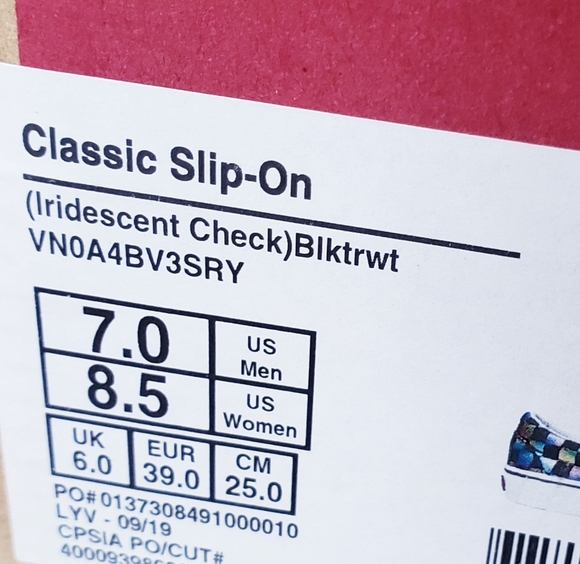 Classic Slip-On
(Iridescent Check)Blktrwt
VN0A4BV3SRY
7.0 US Men
8.5 US Women
UK 6.0 EUR 39.0 CM 25.0
PO#0137308491000010
LYV - 09/19
CPSIA PO/CUT#